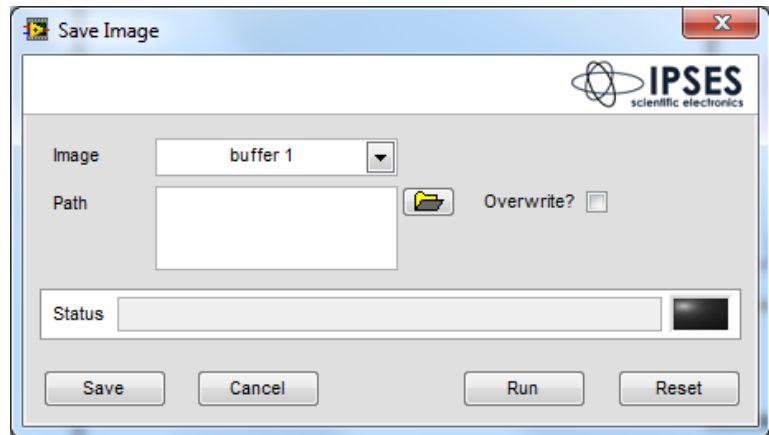 Save Image
IPSES
scientific electronics
Image buffer 1
Path Overwrite?
Status
Save Cancel Run Reset